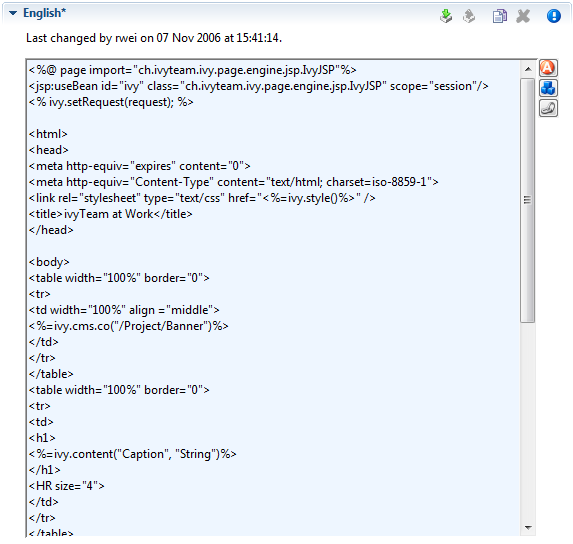 English*
Last changed by rwei on 07 Nov 2006 at 15:41:14.
<%@ page import="ch.ivyteam.ivy.page.engine.jsp.IvyJSP"%>
<jsp:useBean id="ivy" class="ch.ivyteam.ivy.page.engine.jsp.IvyJSP" scope="session"/>
<% ivy.setRequest(request); %>
<html>
<head>
<meta http-equiv="expires" content="0">
<meta http-equiv="Content-Type" content="text/html; charset=iso-8859-1">
<link rel="stylesheet" type="text/css" href="<%=ivy.style()%>" />
<title>ivyTeam at Work</title>
</head>
<body>
<table width="100%" border="0">
<tr>
<td width="100%" align ="middle">
<%=ivy.cms.co("/Project/Banner")%>
</td>
</tr>
</table>
<table width="100%" border="0">
<tr>
<td>
<h1>
<%=ivy.content("Caption", "String")%>
</h1>
<HR size="4">
</td>
</tr>
</table>